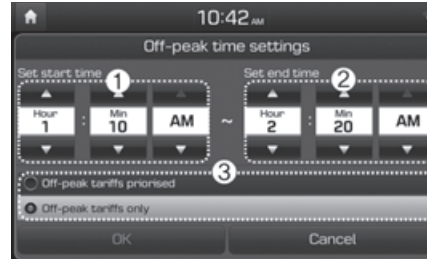 10:42 AM
Off-peak time settings
Set start time 1
Set end time 2
Hour 1 : Min 10 AM ~ Hour 2 : Min 20 AM
3
Off-peak tariffs priorised
Off-peak tariffs only
OK Cancel